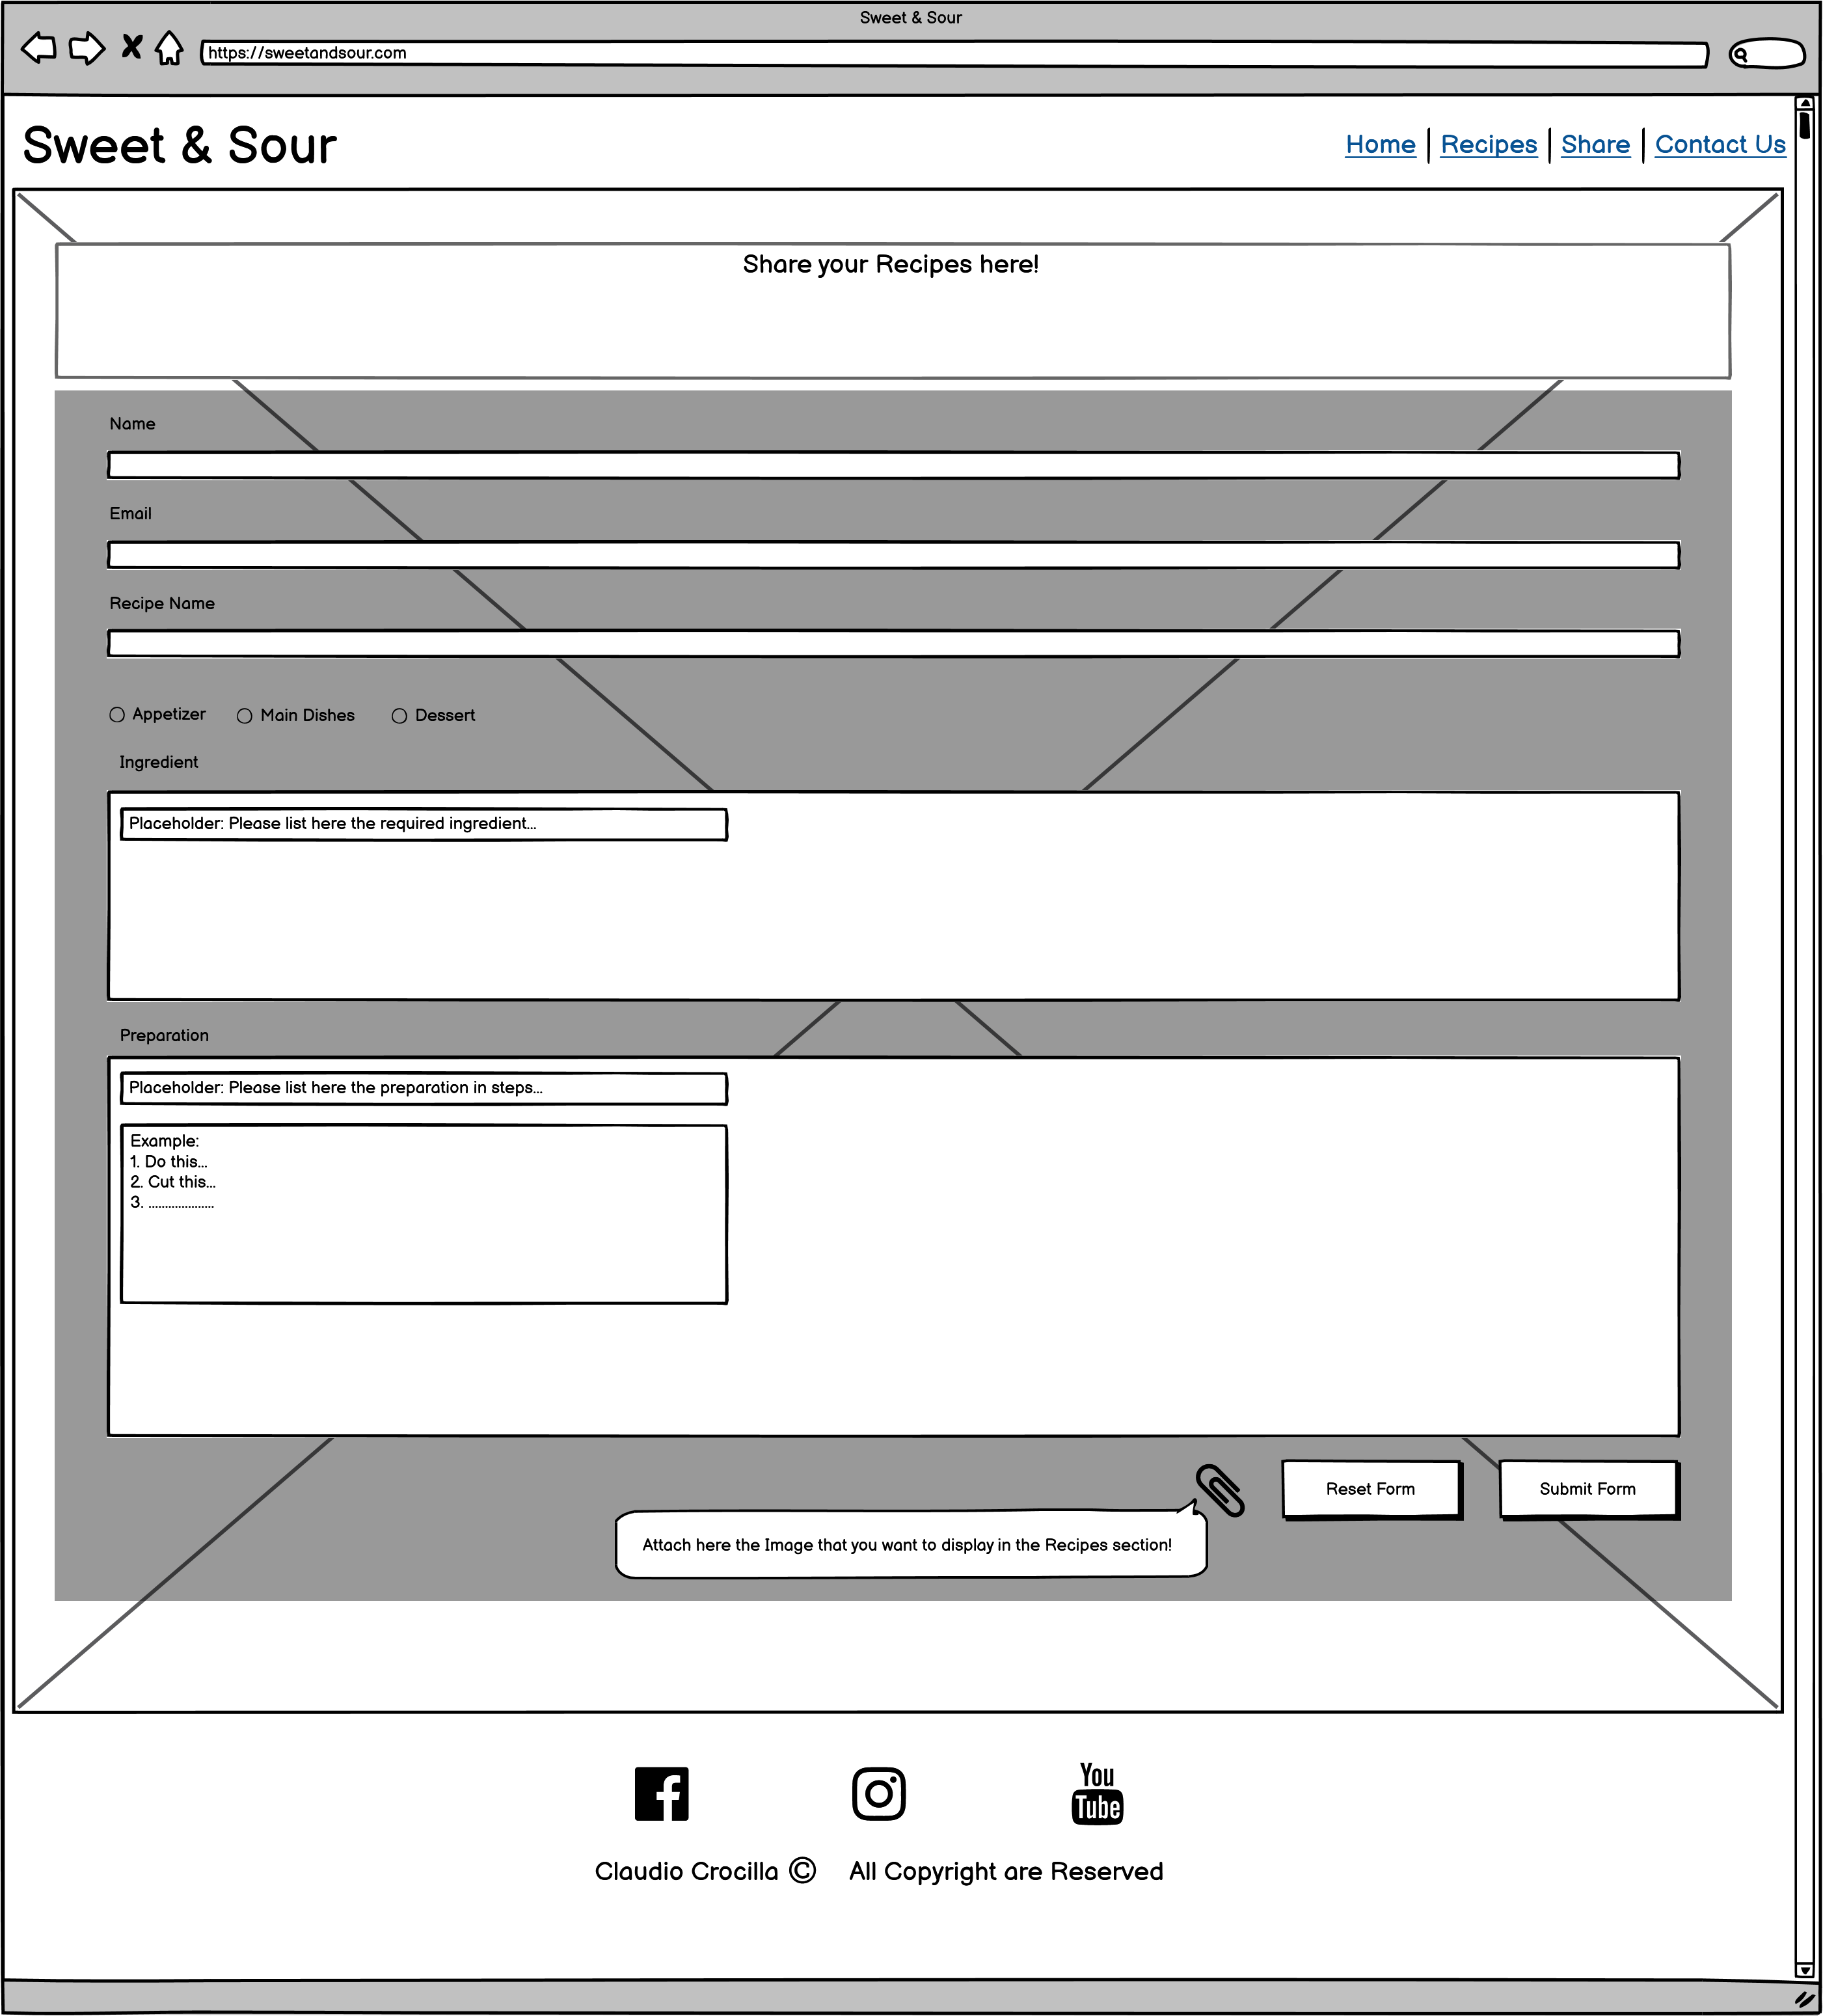 Sweet & Sour
https://sweetandsour.com
Sweet & Sour
Home Recipes Share Contact Us
Share your Recipes here!
Name
Email
Recipe Name
Appetizer Main Dishes Dessert
Ingredient
Placeholder: Please list here the required ingredient...
Preparation
Placeholder: Please list here the preparation in steps...
Example:
1. Do this...
2. Cut this...
3. ....................
Reset Form Submit Form
Attach here the Image that you want to display in the Recipes section!
You
Tube
Claudio Crocilla © All Copyright are Reserved